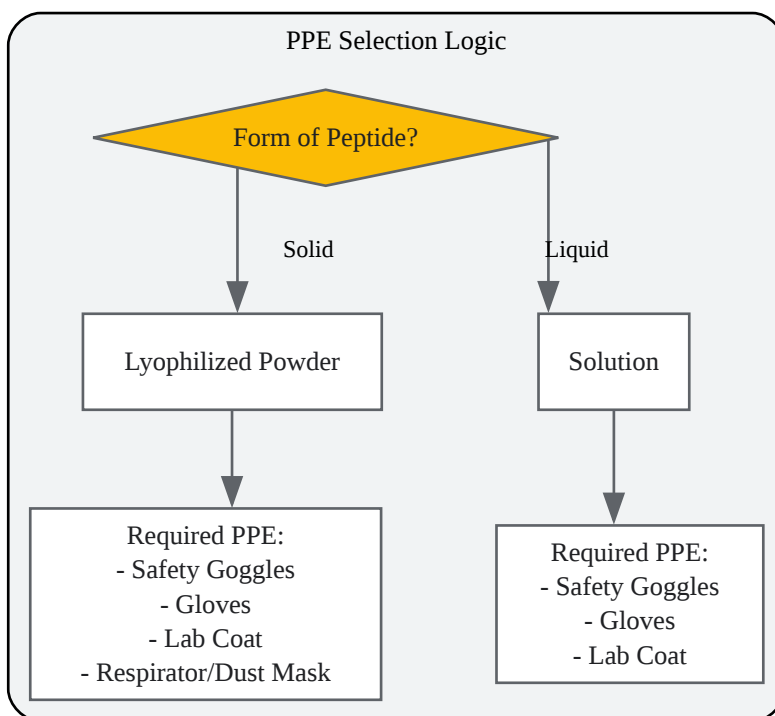 PPE Selection Logic
Form of Peptide?
Solid
Liquid
Lyophilized Powder
Solution
Required PPE:
- Safety Goggles
- Gloves
- Lab Coat
- Respirator/Dust Mask
Required PPE:
- Safety Goggles
- Gloves
- Lab Coat